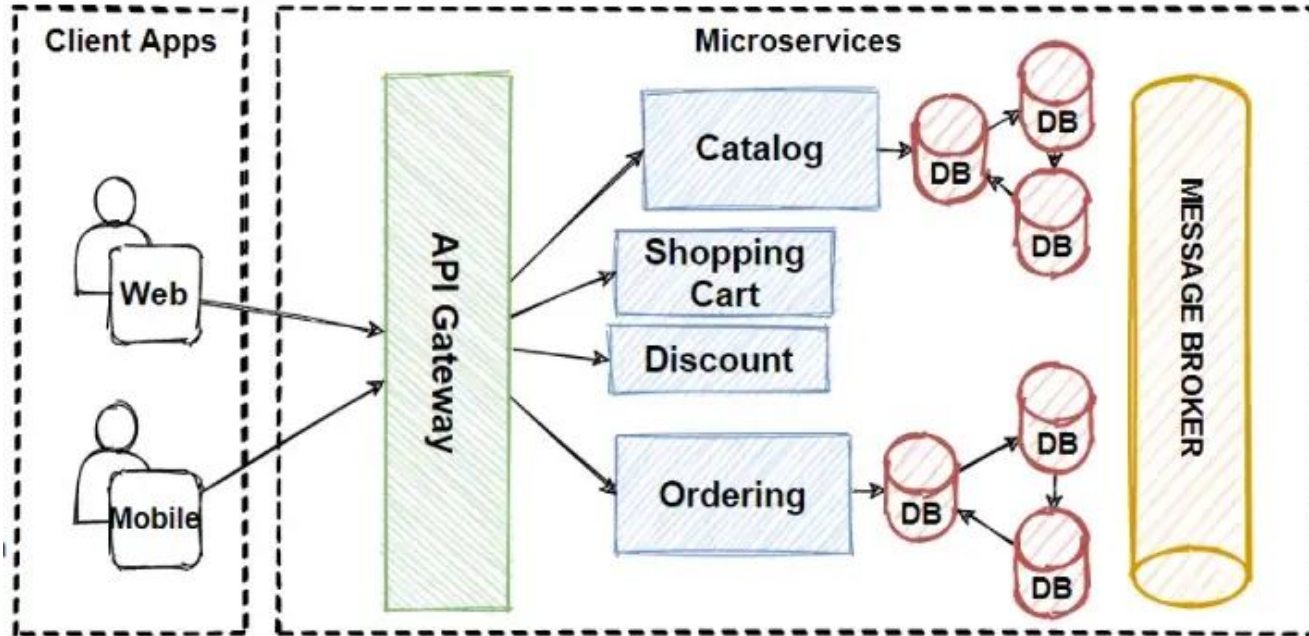 Client Apps
Microservices
Web
Mobile
API Gateway
Catalog
Shopping
Cart
Discount
Ordering
DB
DB
DB
DB
DB
DB
MESSAGE BROKER